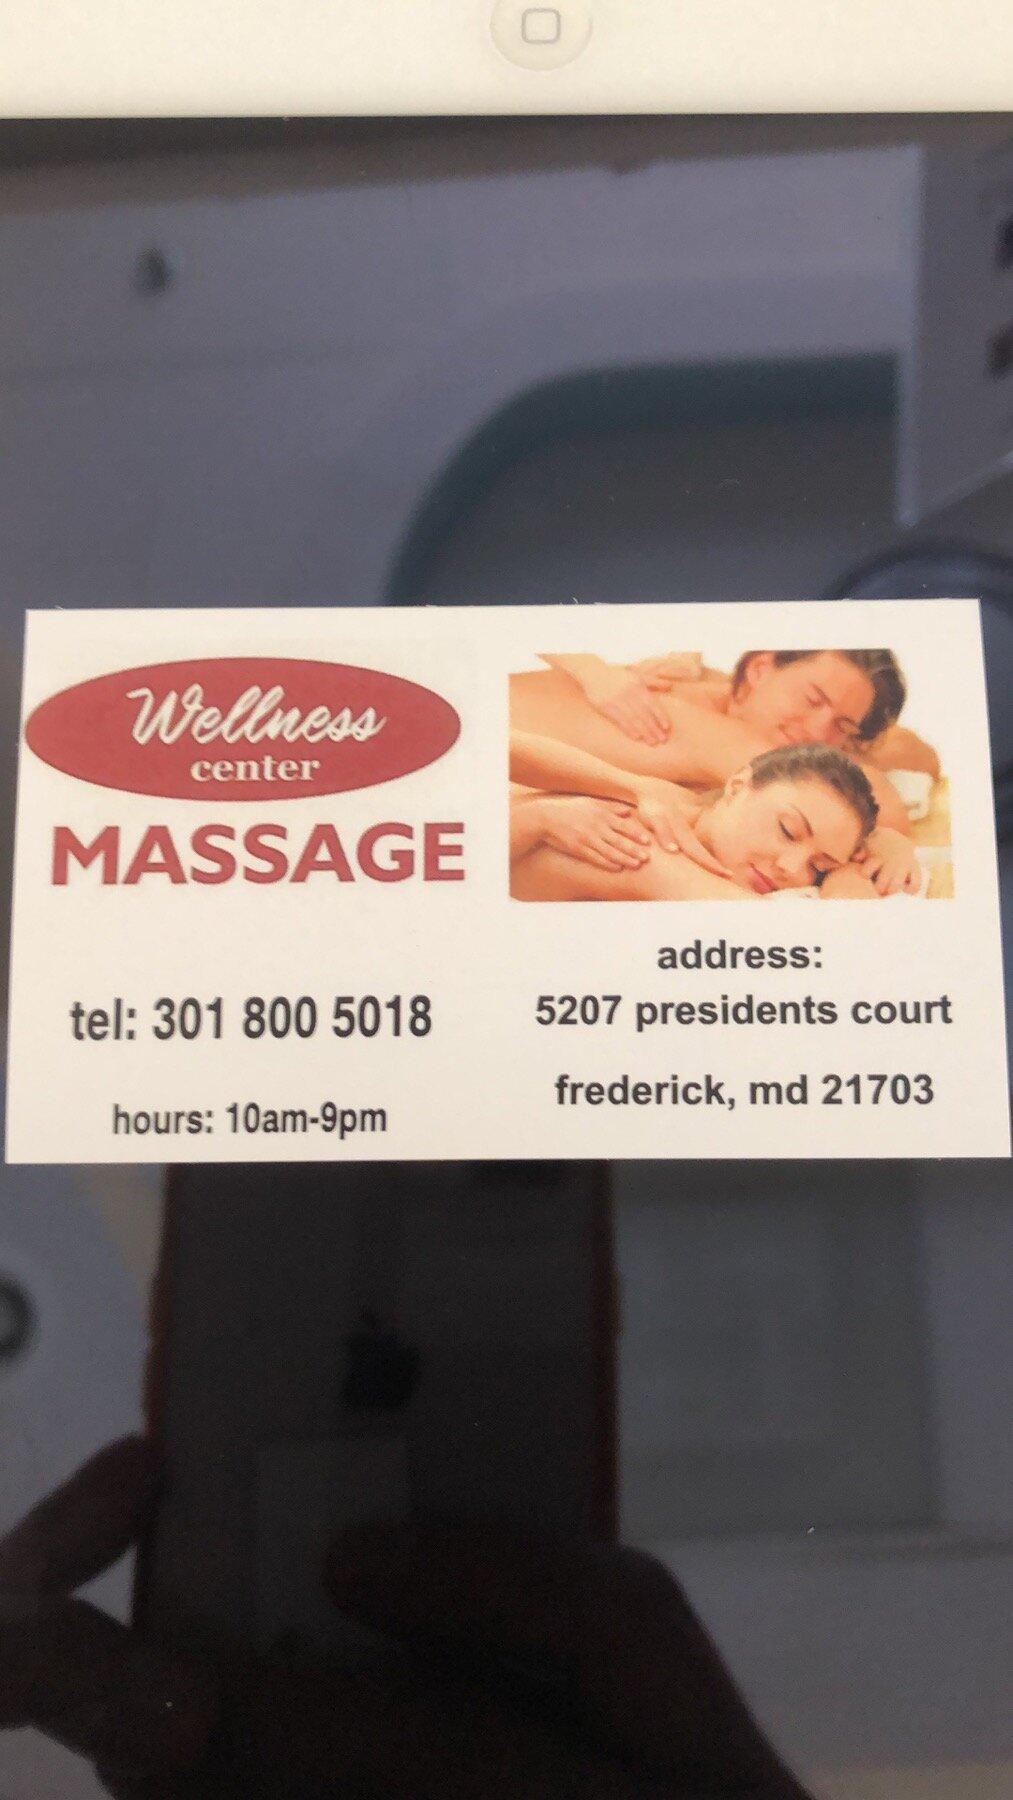 Wellness
center
MASSAGE
tel: 301 800 5018
hours: 10am-9pm
address:
5207 presidents court
frederick, md 21703